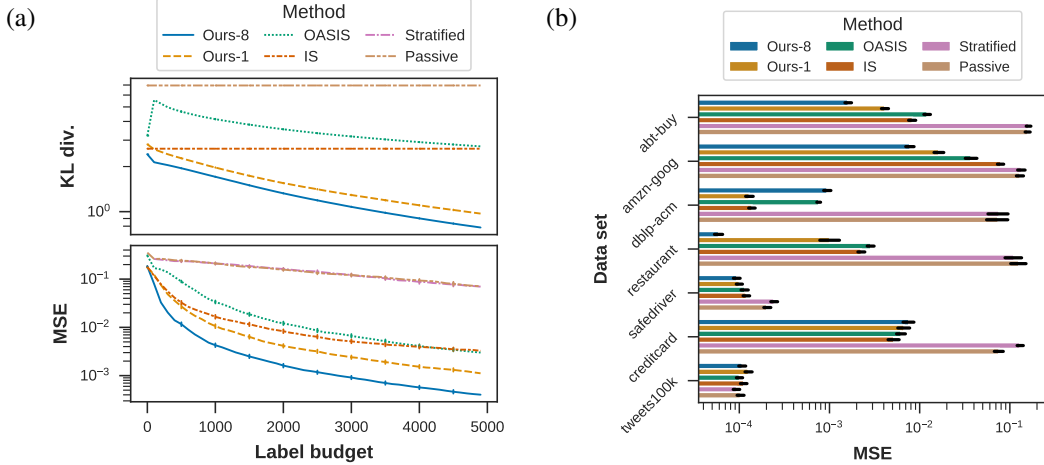 (a)
Method
Ours-8 OASIS Stratified
Ours-1 IS Passive
KL div.
10^0
MSE
10^-1
10^-2
10^-3
0 1000 2000 3000 4000 5000
Label budget
(b)
Method
Ours-8 OASIS Stratified
Ours-1 IS Passive
Data set
abt-buy
amzn-goog
dblp-acm
restaurant
safedriver
creditcard
tweets100k
10^-4 10^-3 10^-2 10^-1
MSE